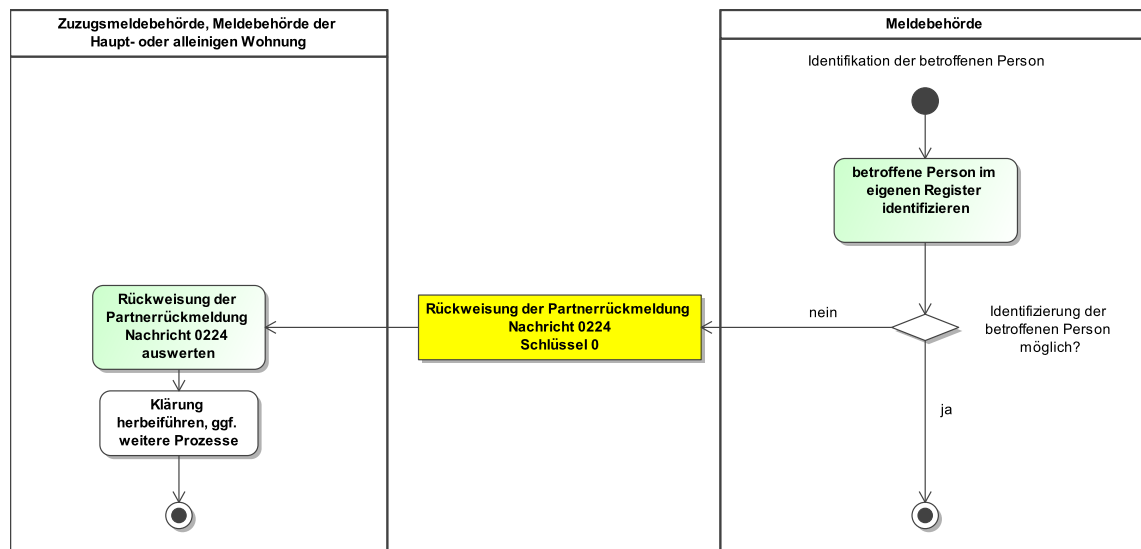 Zuzugsmeldebehörde, Meldebehörde der
Haupt- oder alleinigen Wohnung
Meldebehörde
Identifikation der betroffenen Person
betroffene Person im
eigenen Register
identifizieren
Identifizierung der
betroffenen Person
möglich?
nein
ja
Rückweisung der Partnerrückmeldung
Nachricht 0224
Schlüssel 0
Rückweisung der
Partnerrückmeldung
Nachricht 0224
auswerten
Klärung
herbeiführen, ggf.
weitere Prozesse